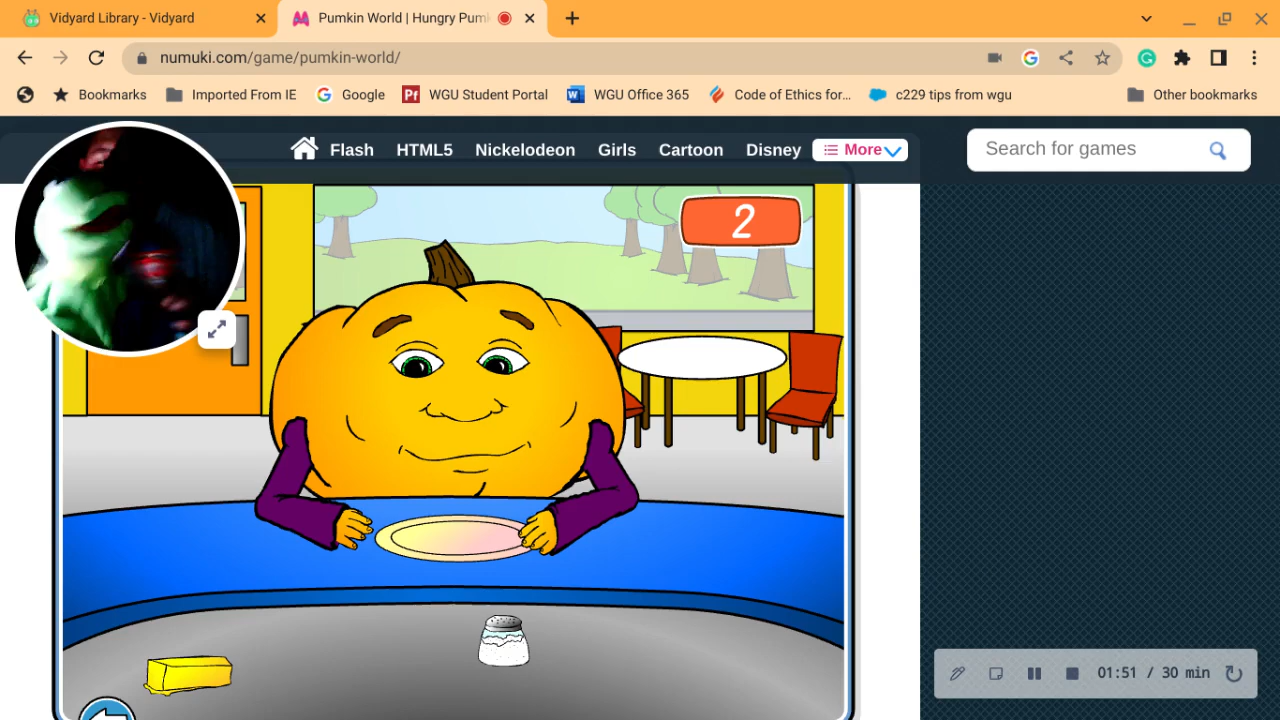 Vidyard Library - Vidyard
Pumkin World | Hungry Pum
numuki.com/game/pumkin-world/
Bookmarks Imported From IE Google WGU Student Portal WGU Office 365 Code of Ethics for... c229 tips from wgu Other bookmarks
Flash HTML5 Nickelodeon Girls Cartoon Disney More Search for games
2
01:51 / 30 min